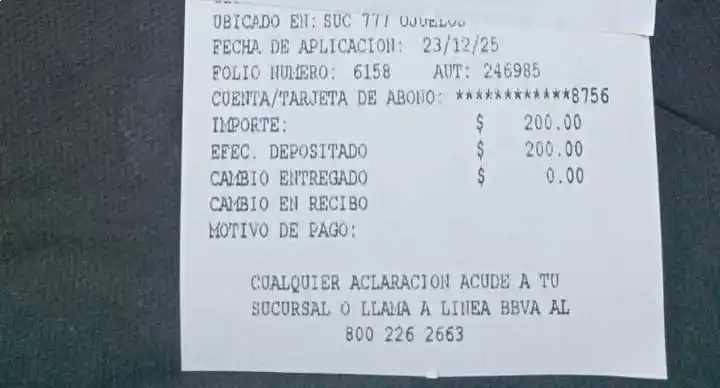 UBICADO EN: SUC 777 OJUELOS
FECHA DE APLICACION: 23/12/25
FOLIO NUMERO: 6158 AUT: 246985
CUENTA/TARJETA DE ABONO: ************8756
IMPORTE: $ 200.00
EFEC. DEPOSITADO $ 200.00
CAMBIO ENTREGADO $ 0.00
CAMBIO EN RECIBO
MOTIVO DE PAGO:
CUALQUIER ACLARACION ACUDE A TU
SUCURSAL O LLAMA A LINEA BBVA AL
800 226 2663